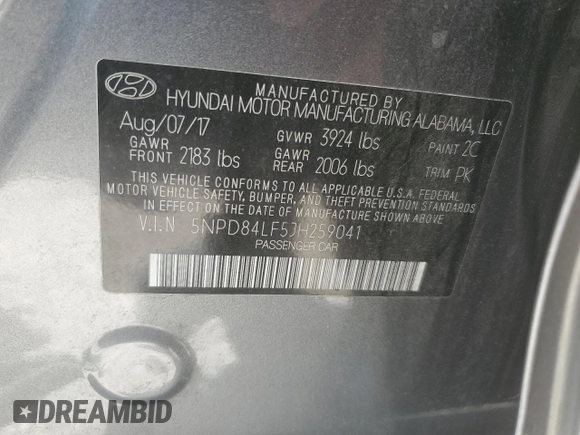 MANUFACTURED BY
HYUNDAI MOTOR MANUFACTURING ALABAMA, LLC
Aug/07/17 GVWR 3924 lbs PAINT 2C
GAWR FRONT 2183 lbs GAWR REAR 2006 lbs TRIM PK
THIS VEHICLE CONFORMS TO ALL APPLICABLE U.S.A. FEDERAL
MOTOR VEHICLE SAFETY, BUMPER, AND THEFT PREVENTION
STANDARDS IN EFFECT ON THE DATE OF MANUFACTURE SHOWN ABOVE.
V.I.N 5NPD84LF5JH259041
PASSENGER CAR
DREAMBID